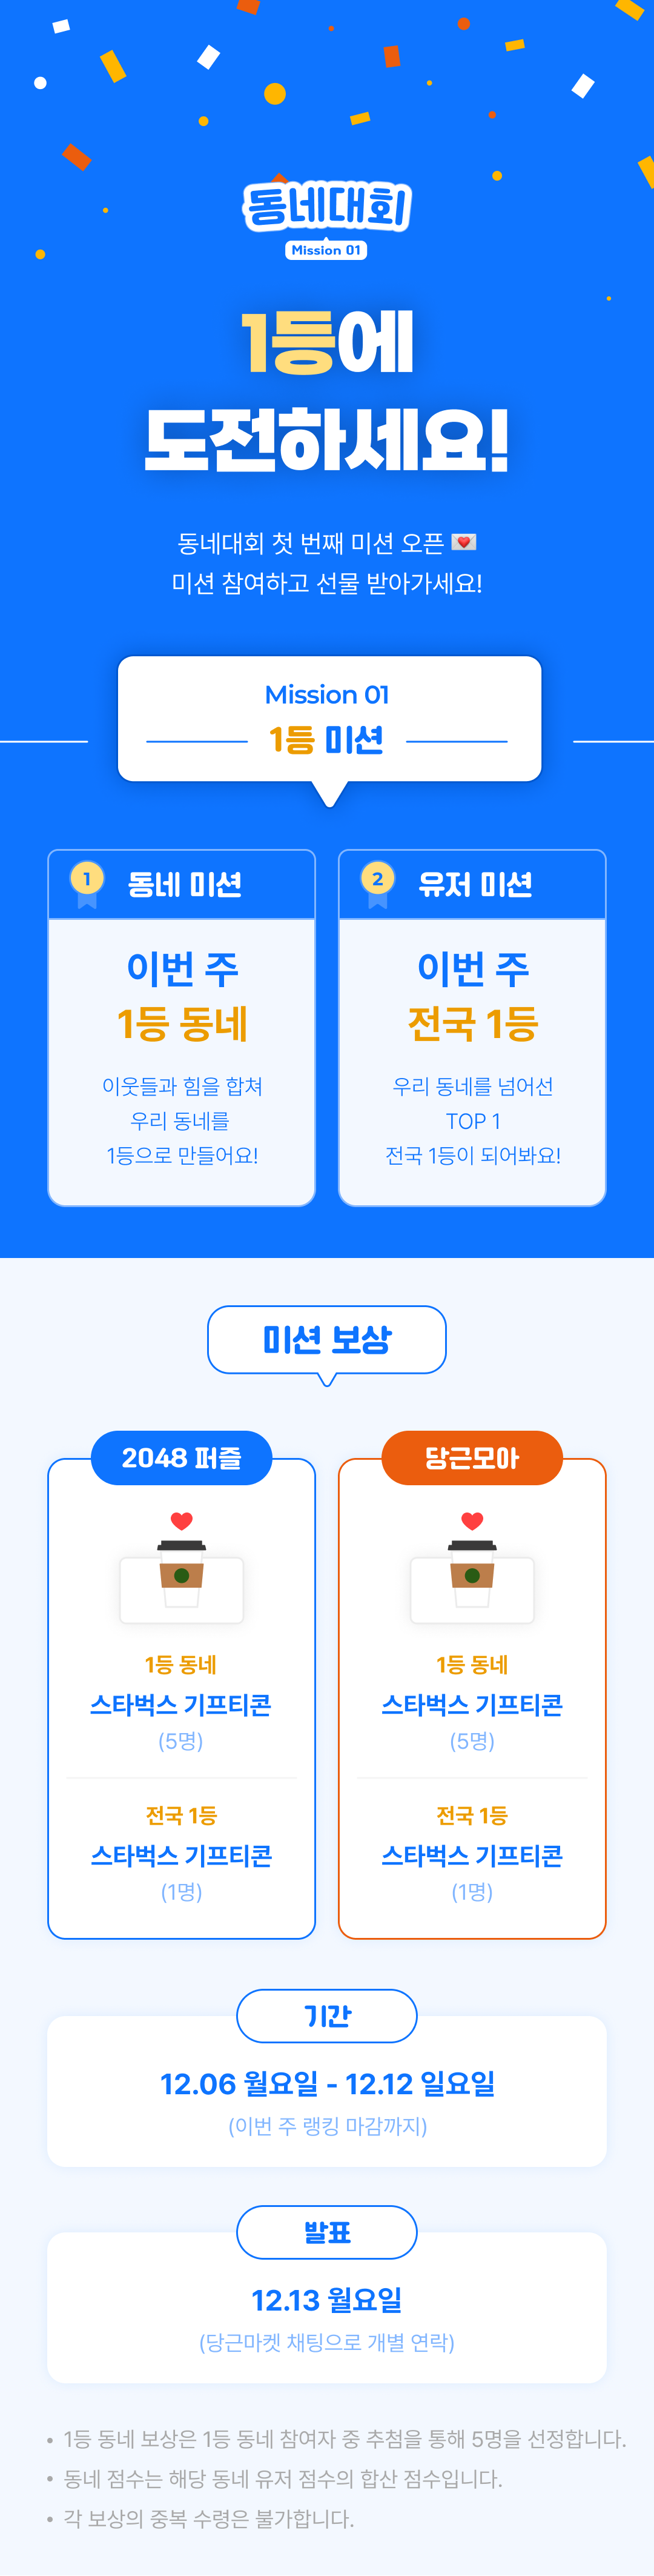 동네대회
Mission 01
1등에
도전하세요!
동네대회 첫 번째 미션 오픈 💌
미션 참여하고 선물 받아가세요!
Mission 01
1등 미션
1 동네 미션
이번 주
1등 동네
이웃들과 힘을 합쳐
우리 동네를
1등으로 만들어요!
2 유저 미션
이번 주
전국 1등
우리 동네를 넘어선
TOP 1
전국 1등이 되어봐요!
미션 보상
2048 퍼즐
1등 동네
스타벅스 기프티콘
(5명)
전국 1등
스타벅스 기프티콘
(1명)
당근모아
1등 동네
스타벅스 기프티콘
(5명)
전국 1등
스타벅스 기프티콘
(1명)
기간
12.06 월요일 - 12.12 일요일
(이번 주 랭킹 마감까지)
발표
12.13 월요일
(당근마켓 채팅으로 개별 연락)
• 1등 동네 보상은 1등 동네 참여자 중 추첨을 통해 5명을 선정합니다.
• 동네 점수는 해당 동네 유저 점수의 합산 점수입니다.
• 각 보상의 중복 수령은 불가합니다.